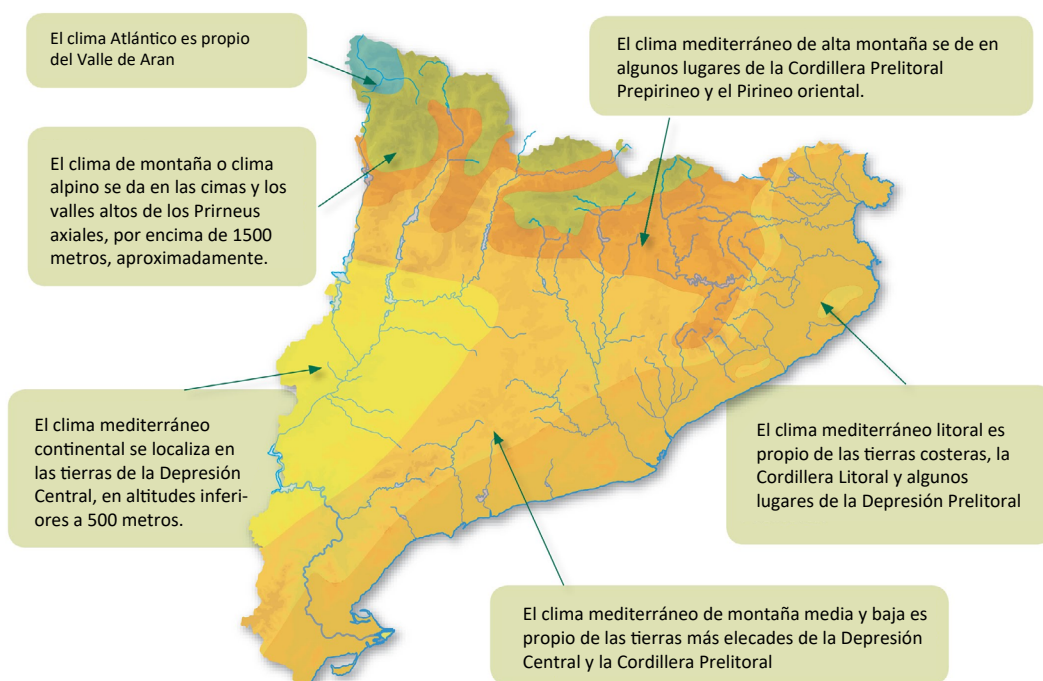 El clima Atlántico es propio
del Valle de Aran
El clima mediterráneo de alta montaña se de en
algunos lugares de la Cordillera Prelitoral
Prepirineo y el Pirineo oriental.
El clima de montaña o clima
alpino se da en las cimas y los
valles altos de los Prirneus
axiales, por encima de 1500
metros, aproximadamente.
El clima mediterráneo
continental se localiza en
las tierras de la Depresión
Central, en altitudes inferi-
ores a 500 metros.
El clima mediterráneo litoral es
propio de las tierras costeras, la
Cordillera Litoral y algunos
lugares de la Depresión Prelitoral
El clima mediterráneo de montaña media y baja es
propio de las tierras más elecades de la Depresión
Central y la Cordillera Prelitoral